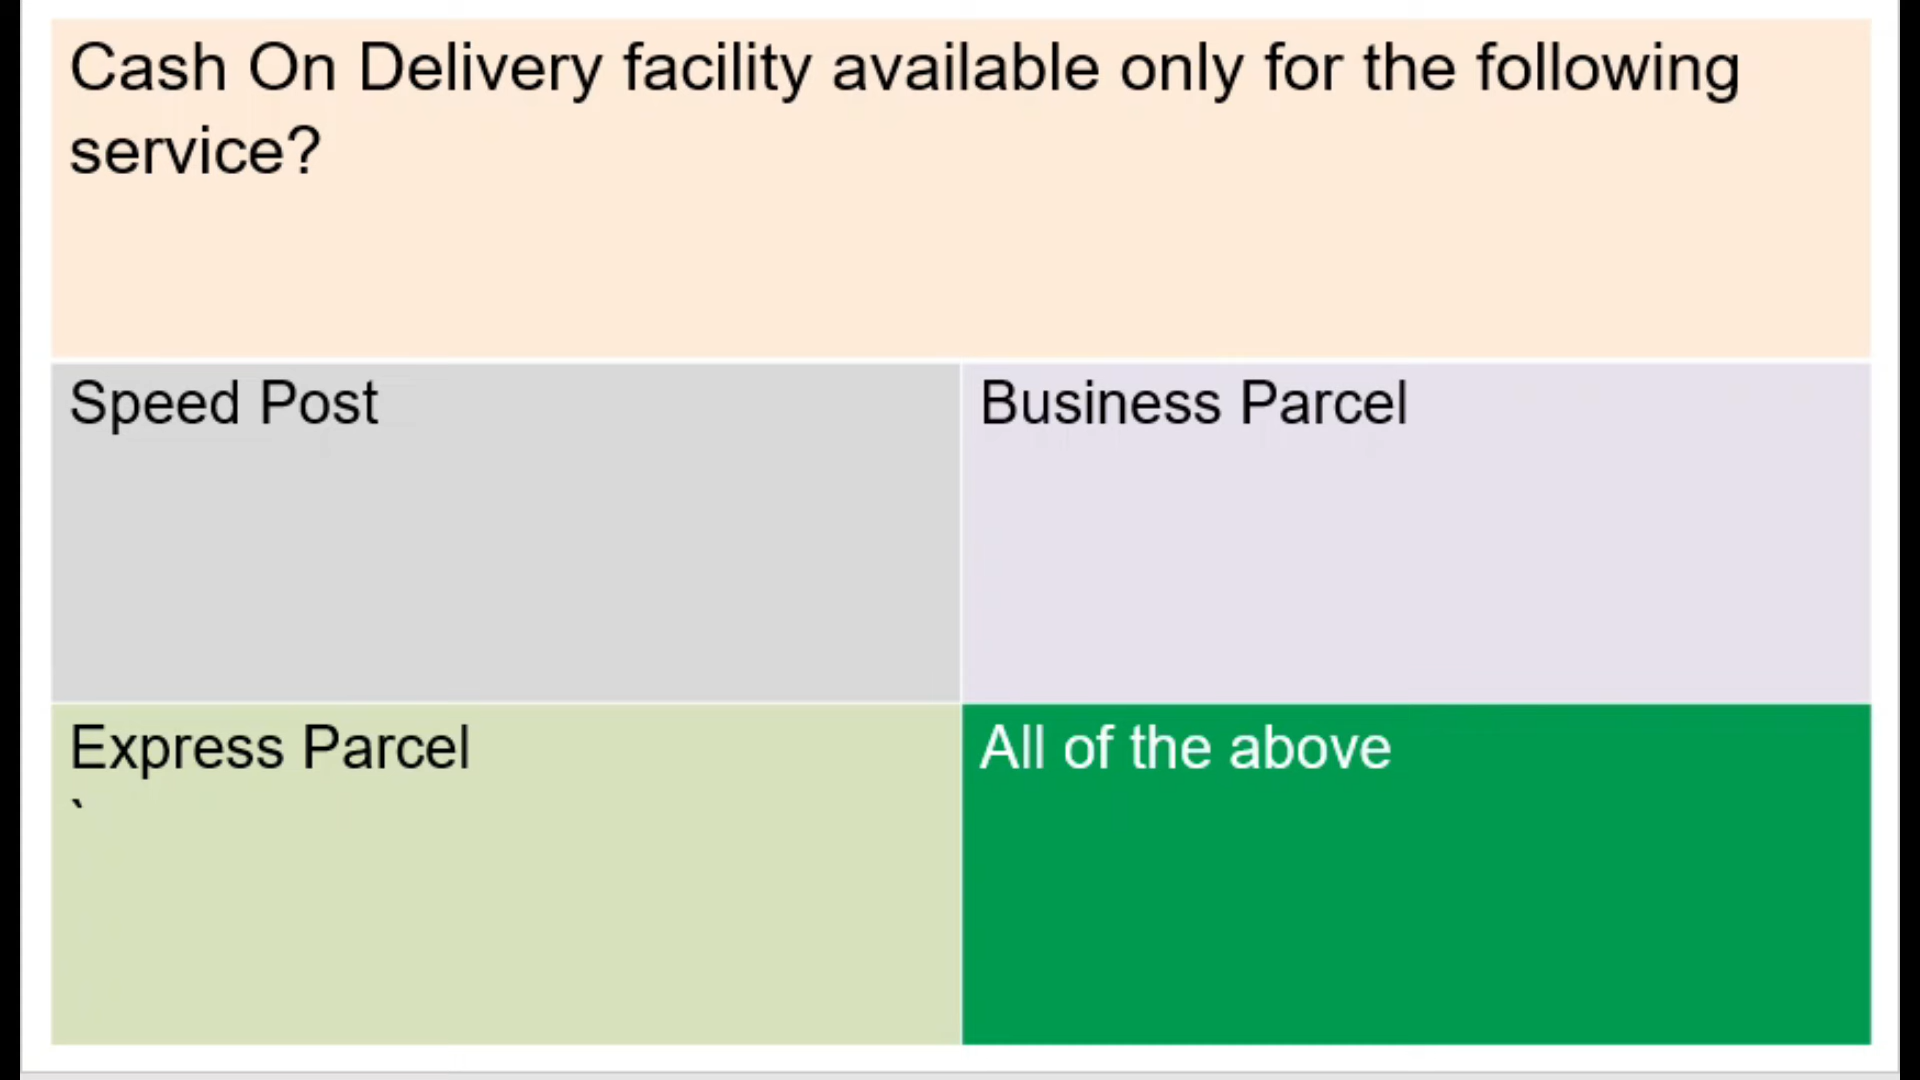 Cash On Delivery facility available only for the following
service?
Speed Post
Business Parcel
Express Parcel
`
All of the above